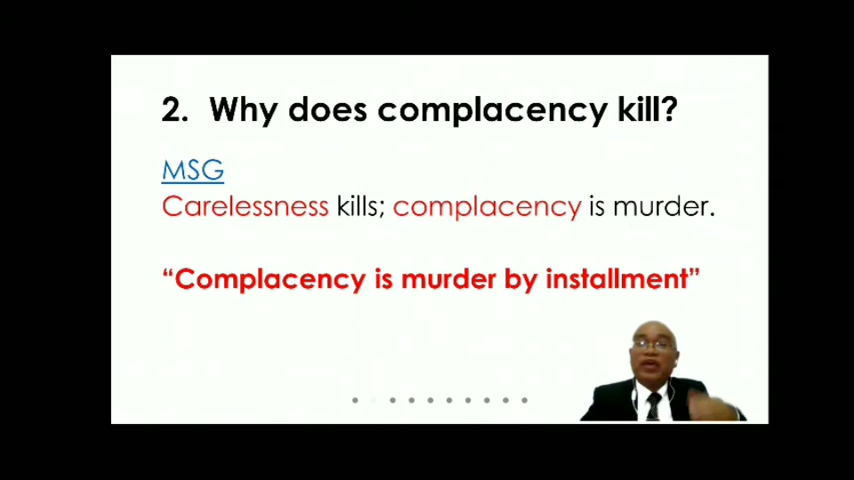 2. Why does complacency kill?
MSG
Carelessness kills; complacency is murder.
“Complacency is murder by installment”